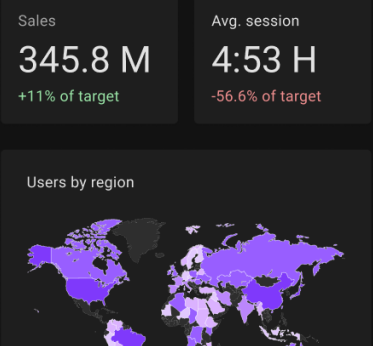 Sales
345.8 M
+11% of target
Avg. session
4:53 H
-56.6% of target
Users by region